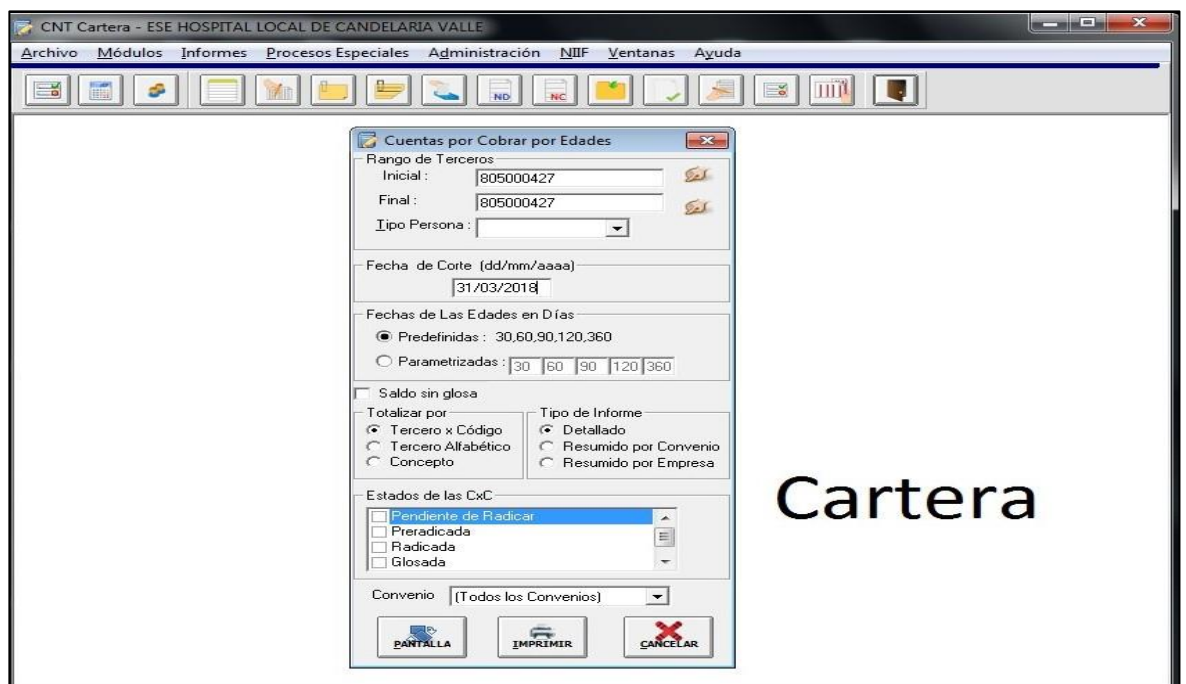 CNT Cartera - ESE HOSPITAL LOCAL DE CANDELARIA VALLE
Archivo Módulos Informes Procesos Especiales Administración NIIF Ventanas Ayuda
ND NC
Cuentas por Cobrar por Edades
Rango de Terceros
Inicial : 805000427
Final : 805000427
Tipo Persona :
Fecha de Corte (dd/mm/aaaa)
31/03/2018
Fechas de Las Edades en Días
Predefinidas : 30,60,90,120,360
Parametrizadas : 30 60 90 120 360
Saldo sin glosa
Totalizar por Tipo de Informe
Tercero x Código Detallado
Tercero Alfabético Resumido por Convenio
Concepto Resumido por Empresa
Estados de las CxC
Pendiente de Radicar
Preradicada
Radicada
Glosada
Convenio (Todos los Convenios)
PANTALLA IMPRIMIR CANCELAR
Cartera